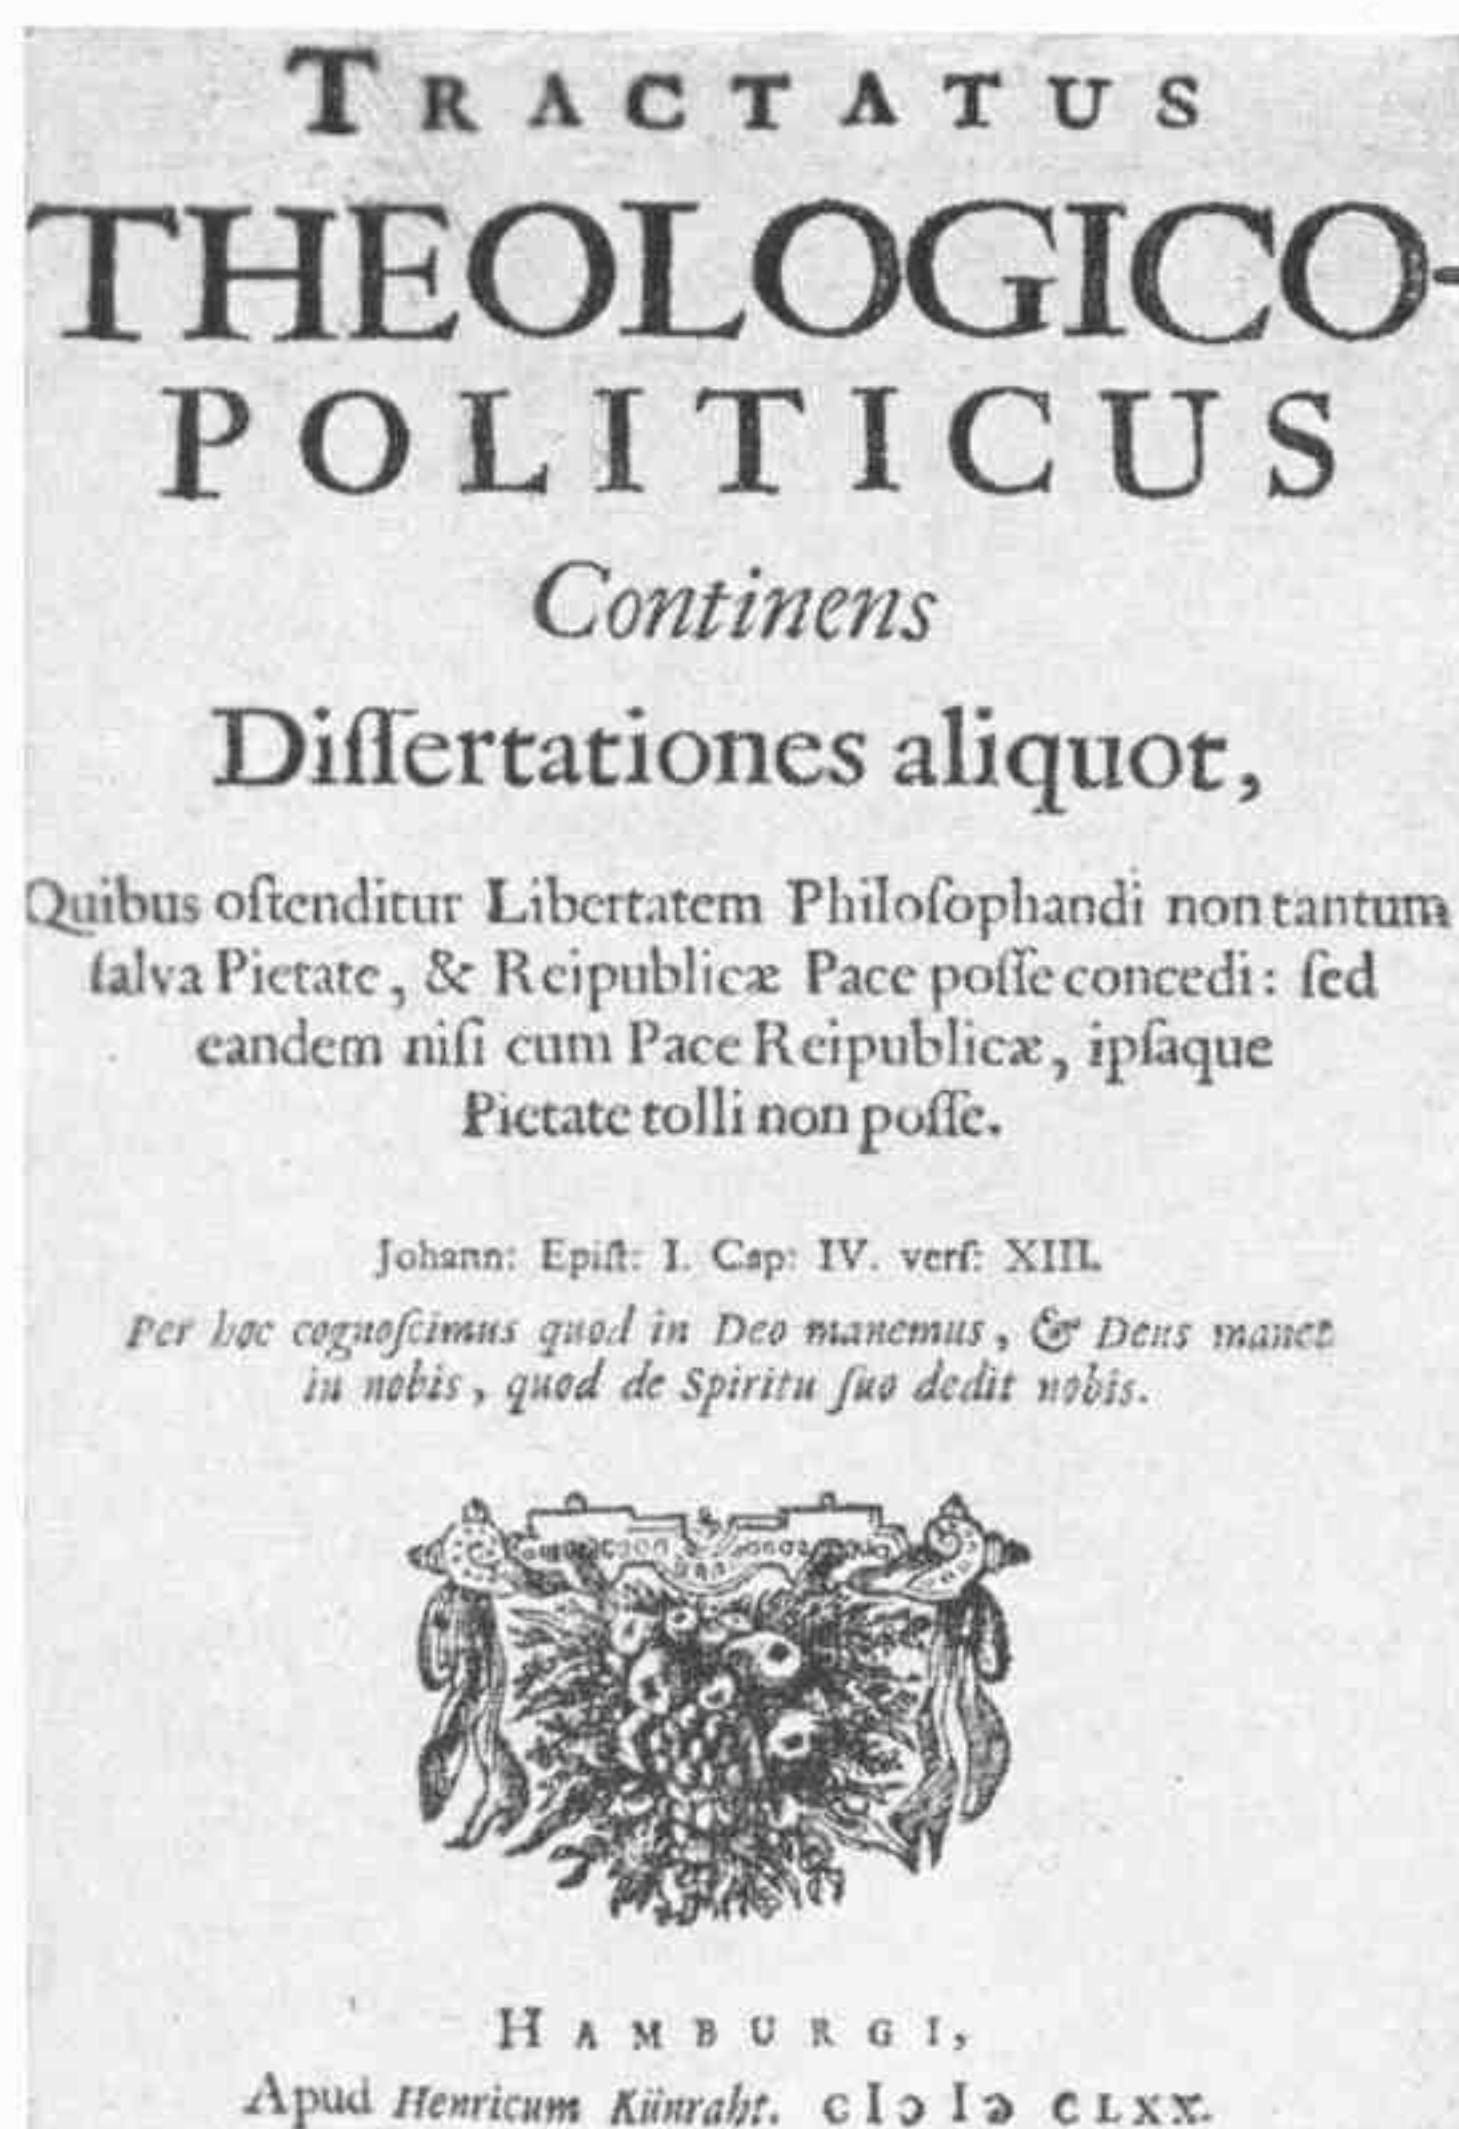 TRACTATUS
THEOLOGICO-
POLITICUS
Continens
Diſſertationes aliquot,
Quibus oſtenditur Libertatem Philoſophandi non tantum
ſalva Pietate, & Reipublicæ Pace poſſe concedi: ſed
eandem niſi cum Pace Reipublicæ, ipſaque
Pietate tolli non poſſe.
Johann: Epiſt: I. Cap: IV. verſ: XIII.
Per hoc cognoſcimus quod in Deo manemus, & Deus manet
in nobis, quod de Spiritu ſuo dedit nobis.
HAMBURGI,
Apud Henricum Künraht. CIↃ IↃ CLXX.